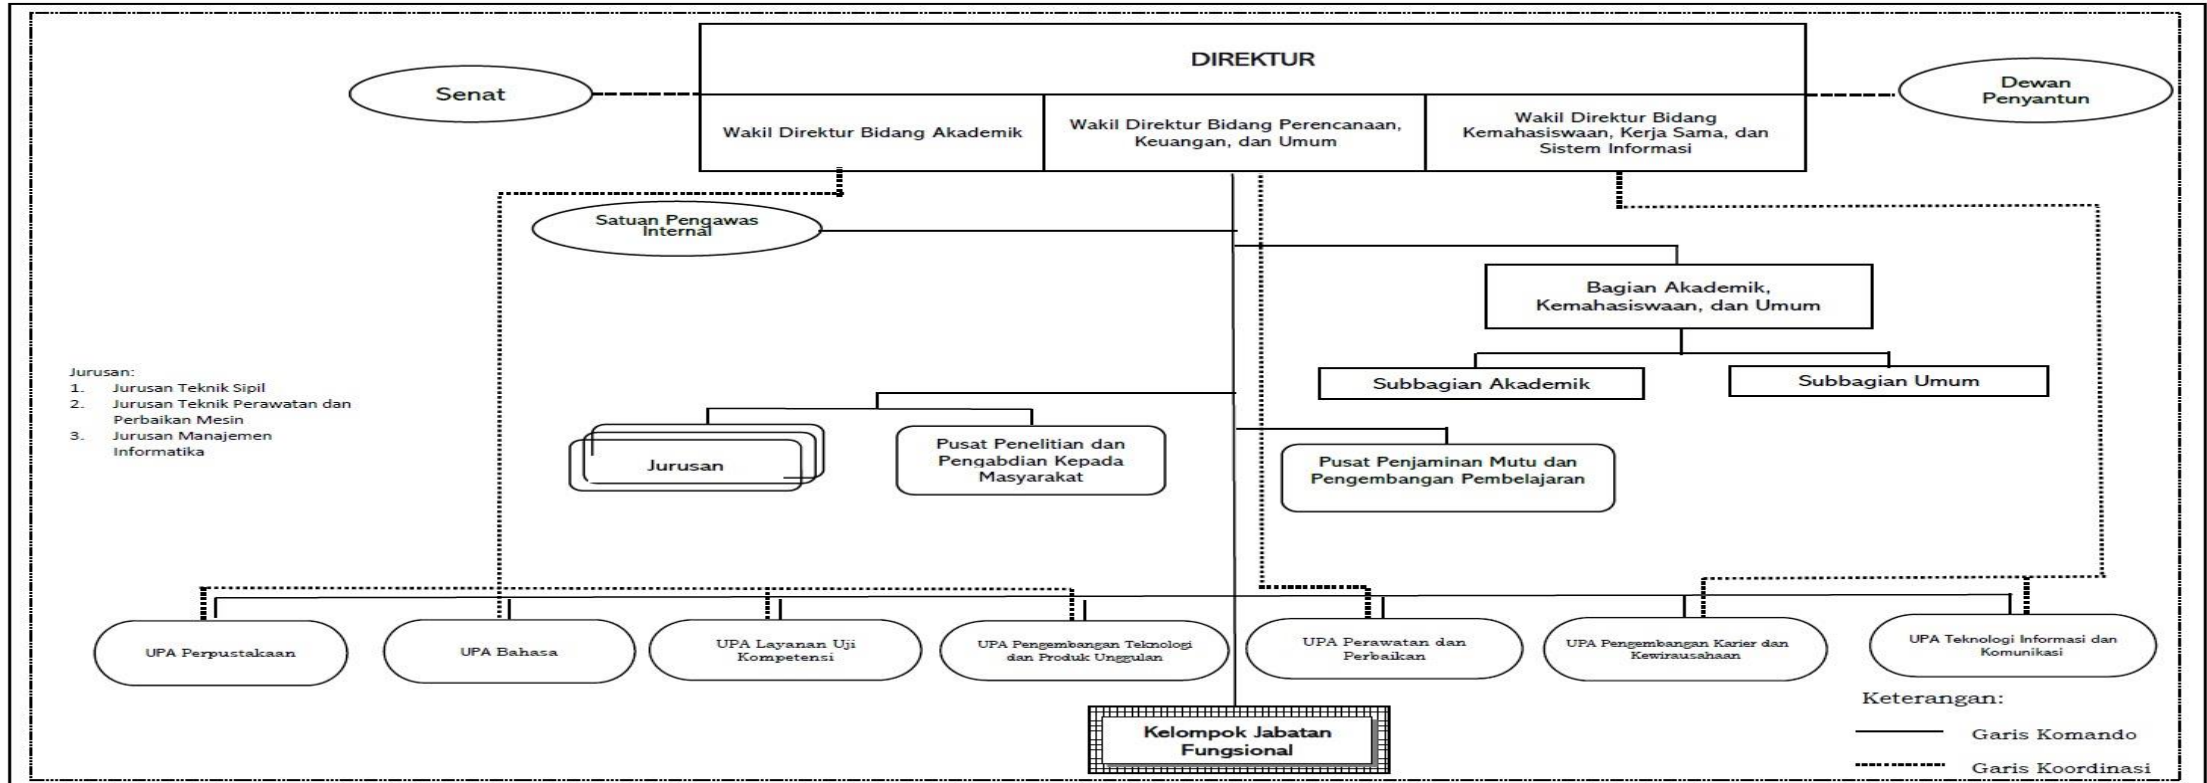 DIREKTUR
Senat
Dewan
Penyantun
Wakil Direktur Bidang Akademik
Wakil Direktur Bidang Perencanaan,
Keuangan, dan Umum
Wakil Direktur Bidang
Kemahasiswaan, Kerja Sama, dan
Sistem Informasi
Satuan Pengawas
Internal
Bagian Akademik,
Kemahasiswaan, dan Umum
Subbagian Akademik
Subbagian Umum
Jurusan:
1. Jurusan Teknik Sipil
2. Jurusan Teknik Perawatan dan
Perbaikan Mesin
3. Jurusan Manajemen
Informatika
Jurusan
Pusat Penelitian dan
Pengabdian Kepada
Masyarakat
Pusat Penjaminan Mutu dan
Pengembangan Pembelajaran
UPA Perpustakaan
UPA Bahasa
UPA Layanan Uji
Kompetensi
UPA Pengembangan Teknologi
dan Produk Unggulan
UPA Perawatan dan
Perbaikan
UPA Pengembangan Karier dan
Kewirausahaan
UPA Teknologi Informasi dan
Komunikasi
Kelompok Jabatan
Fungsional
Keterangan:
Garis Komando
Garis Koordinasi